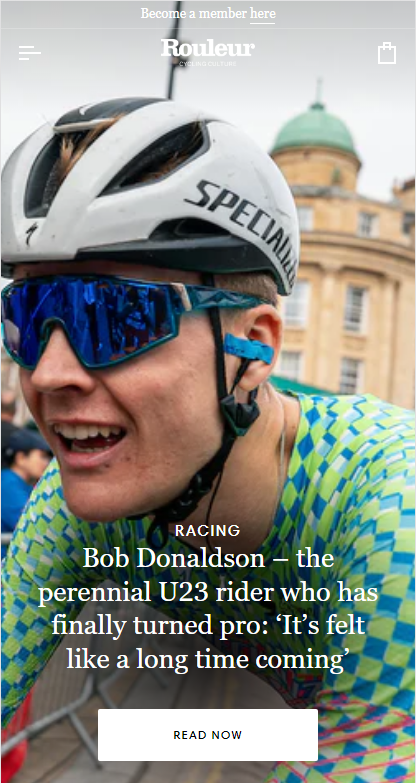 Become a member here
Rouleur
CYCLING CULTURE
SPECIALIZE
RACING
Bob Donaldson – the
perennial U23 rider who has
finally turned pro: ‘It’s felt
like a long time coming’
READ NOW